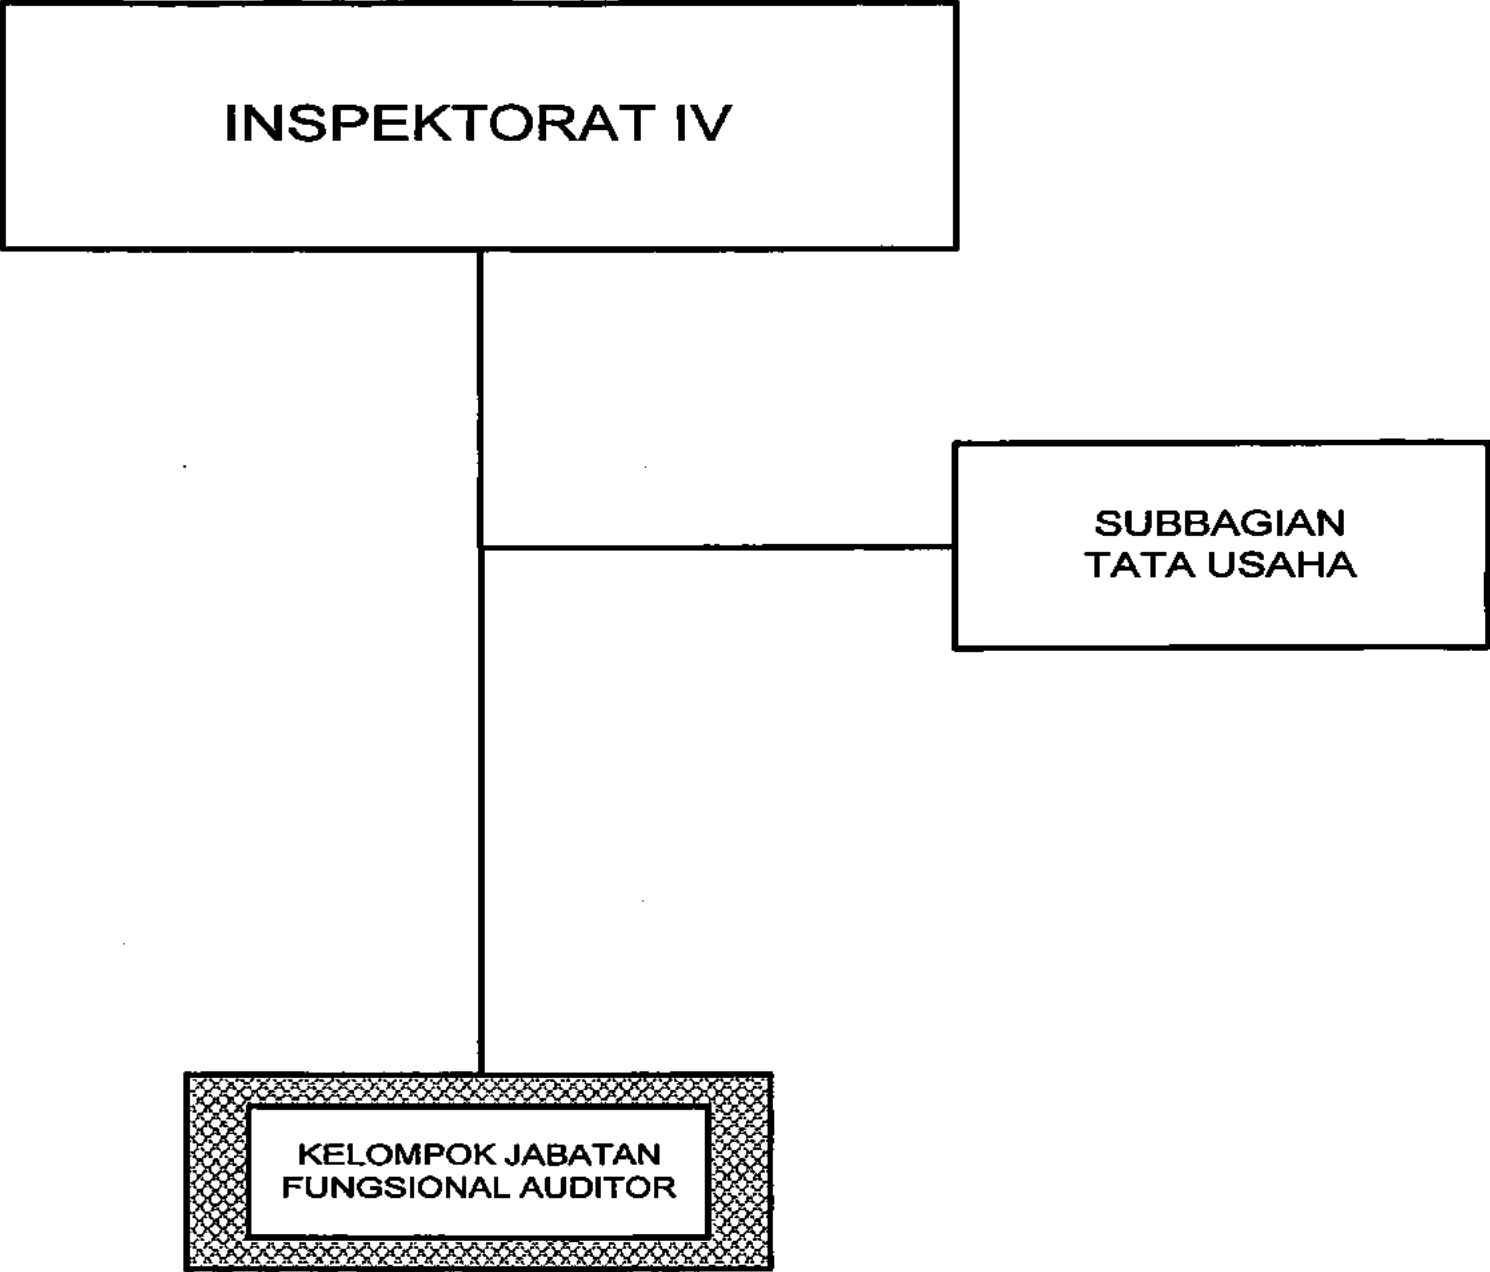 INSPEKTORAT IV
SUBBAGIAN
TATA USAHA
KELOMPOK JABATAN
FUNGSIONAL AUDITOR